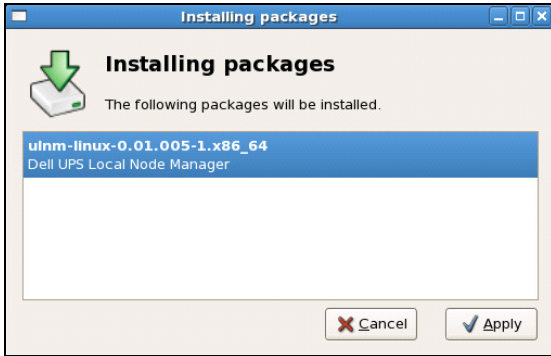 Installing packages
Installing packages
The following packages will be installed.
ulnm-linux-0.01.005-1.x86_64
Dell UPS Local Node Manager
Cancel
Apply